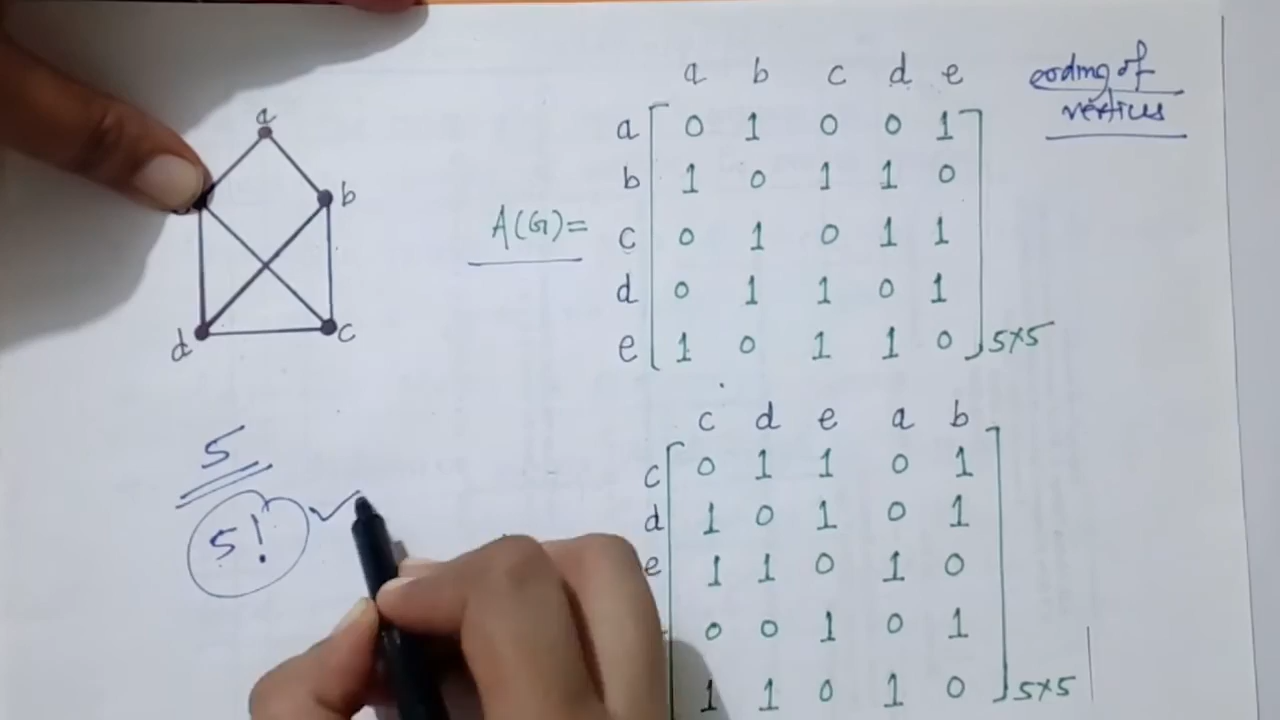 a
b
c
d
5
5!
ording of
vertices
A(G)=
a b c d e
a 0 1 0 0 1
b 1 0 1 1 0
c 0 1 0 1 1
d 0 1 1 0 1
e 1 0 1 1 0
5×5
c d e a b
c 0 1 1 0 1
d 1 0 1 0 1
e 1 1 0 1 0
0 0 1 0 1
1 1 0 1 0
5×5